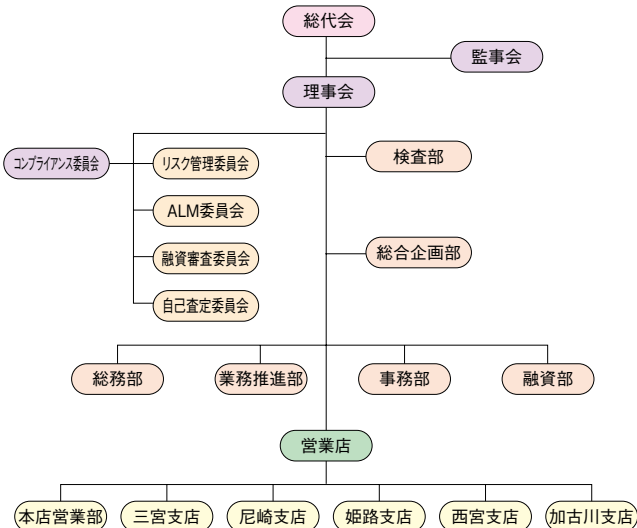 総代会
監事会
理事会
コンプライアンス委員会
リスク管理委員会
検査部
ALM委員会
総合企画部
融資審査委員会
自己査定委員会
総務部
業務推進部
事務部
融資部
営業店
本店営業部
三宮支店
尼崎支店
姫路支店
西宮支店
加古川支店